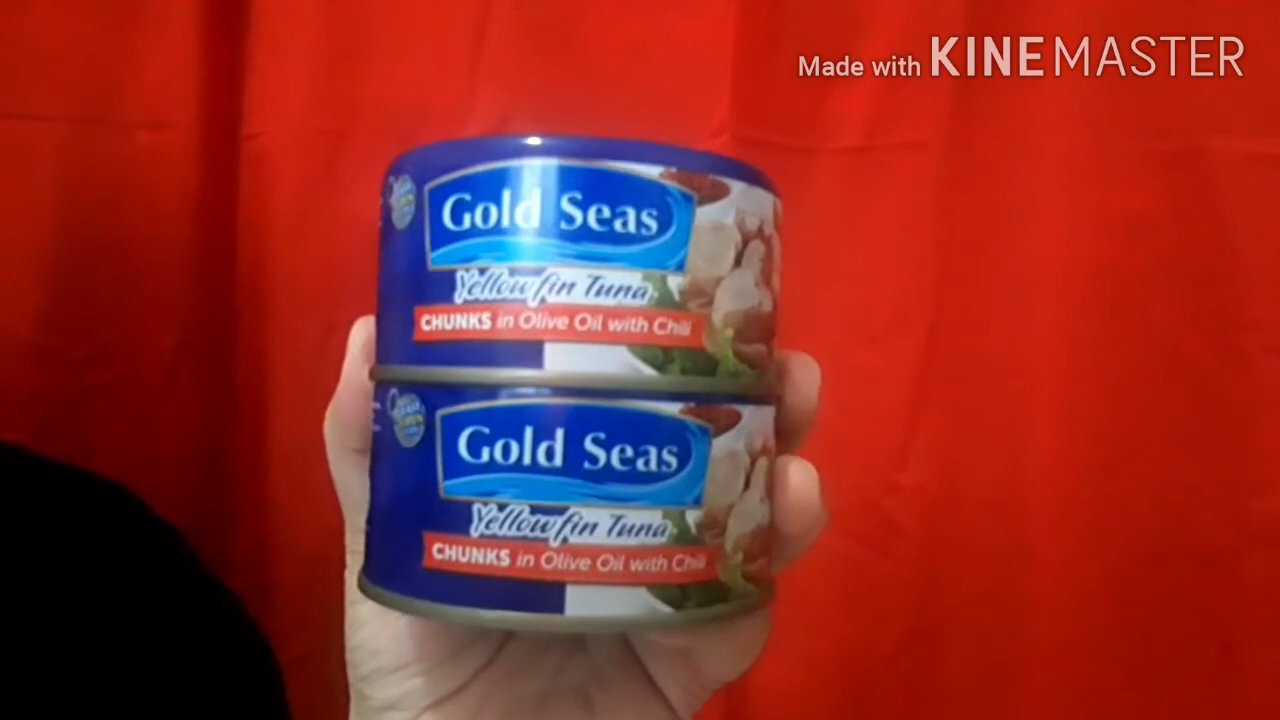 Made with KINEMASTER
Gold Seas
Yellowfin Tuna
CHUNKS in Olive Oil with Chili
Gold Seas
Yellowfin Tuna
CHUNKS in Olive Oil with Chili